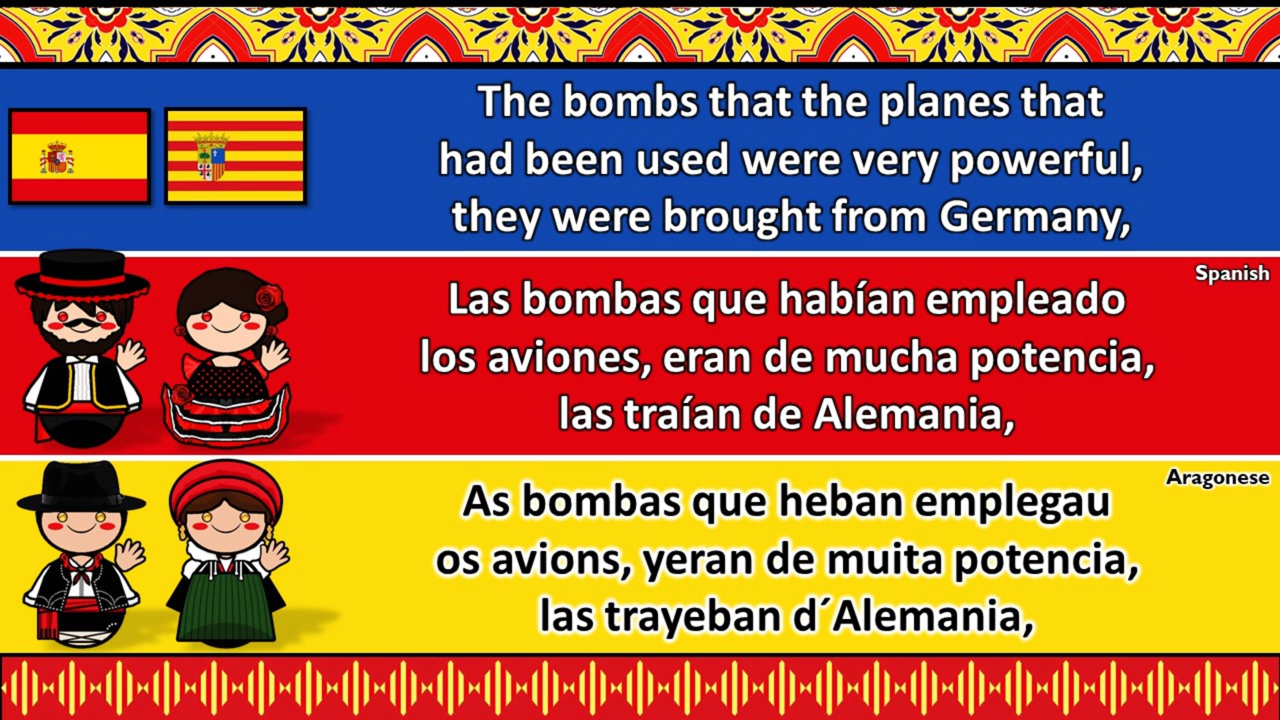 The bombs that the planes that
had been used were very powerful,
they were brought from Germany,
Spanish
Las bombas que habían empleado
los aviones, eran de mucha potencia,
las traían de Alemania,
Aragonese
As bombas que heban emplegau
os avions, yeran de muita potencia,
las trayeban d´Alemania,